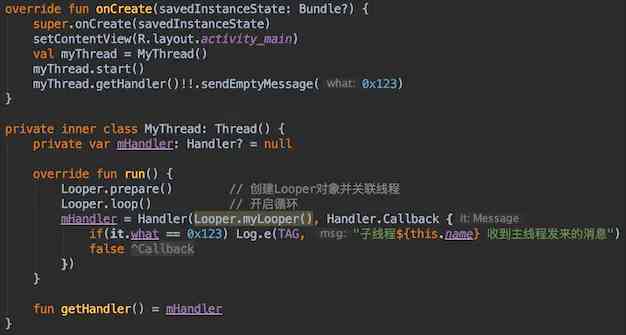 override fun onCreate(savedInstanceState: Bundle?) {
super.onCreate(savedInstanceState)
setContentView(R.layout.activity_main)
val myThread = MyThread()
myThread.start()
myThread.getHandler()!!.sendEmptyMessage( what: 0x123)
}
private inner class MyThread: Thread() {
private var mHandler: Handler? = null
override fun run() {
Looper.prepare() // 创建Looper对象并关联线程
Looper.loop() // 开启循环
mHandler = Handler(Looper.myLooper(), Handler.Callback { it: Message
if(it.what == 0x123) Log.e(TAG, msg: "子线程${this.name} 收到主线程发来的消息")
false ^Callback
})
}
fun getHandler() = mHandler
}